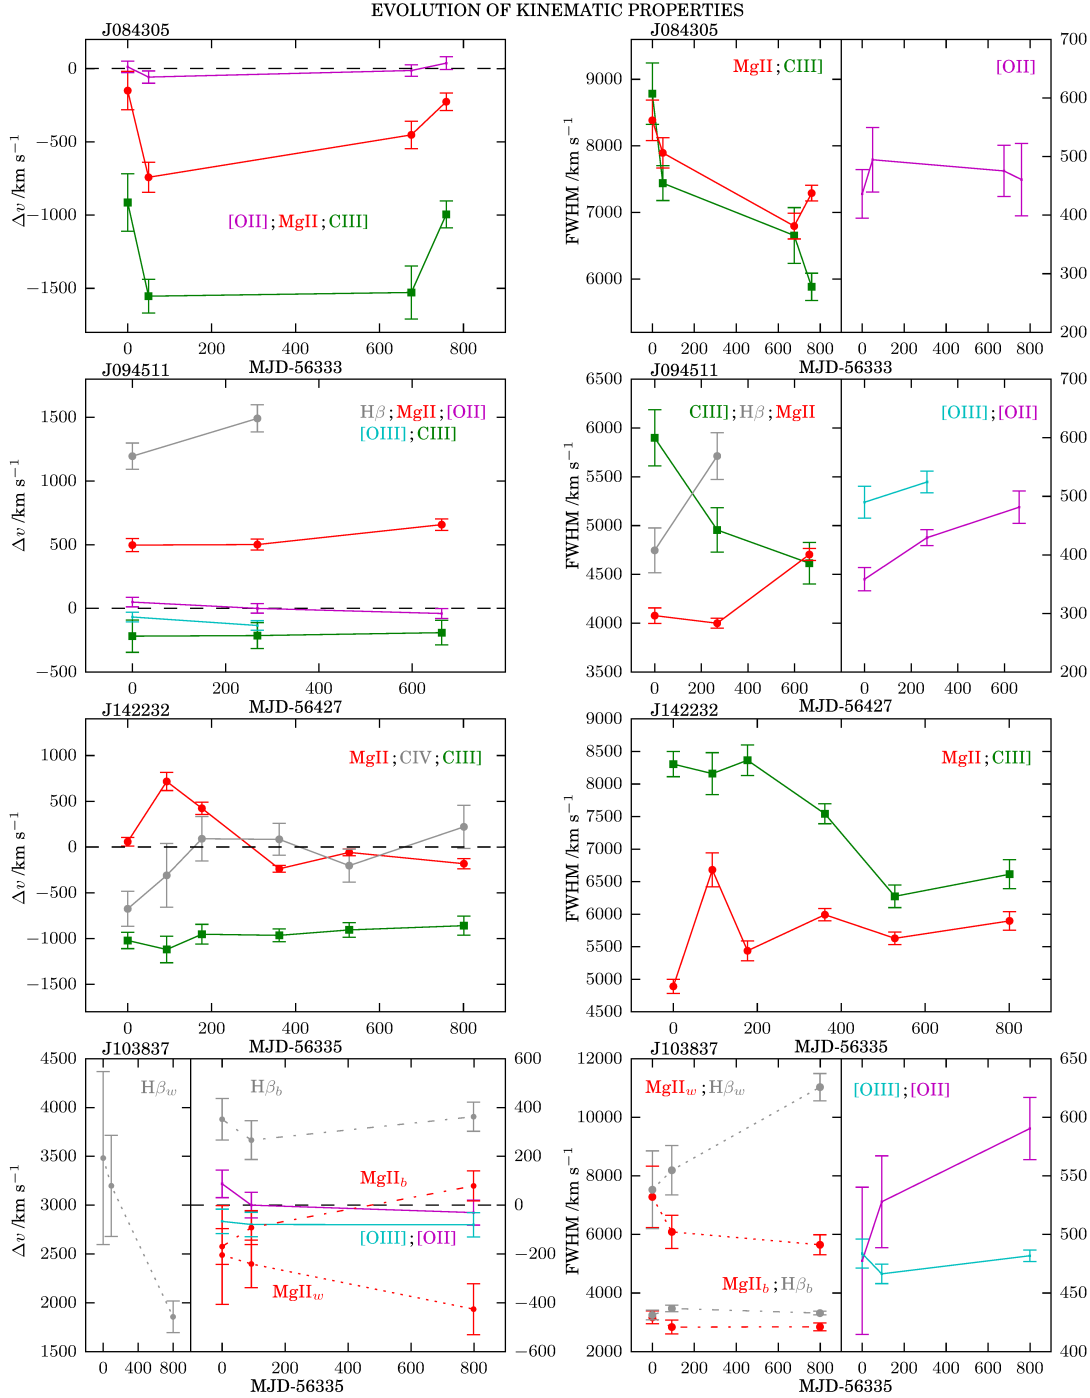 EVOLUTION OF KINEMATIC PROPERTIES
J084305
0
−500
−1000
−1500
Δv /km s−1
[OII];MgII;CIII]
0 200 400 600 800
MJD-56333
J084305
9000
8000
7000
6000
FWHM /km s−1
MgII;CIII]
[OII]
700
600
500
400
300
200
0 200 400 600 800 0 200 400 600 800
MJD-56333
J094511
1500
1000
500
0
−500
Δv /km s−1
Hβ;MgII;[OII]
[OIII];CIII]
0 200 400 600
MJD-56427
J094511
6500
6000
5500
5000
4500
4000
3500
FWHM /km s−1
CIII];Hβ;MgII
[OIII];[OII]
700
600
500
400
300
200
0 200 400 600 0 200 400 600
MJD-56427
J142232
1000
500
0
−500
−1000
−1500
Δv /km s−1
MgII;CIV;CIII]
0 200 400 600 800
MJD-56335
J142232
9000
8500
8000
7500
7000
6500
6000
5500
5000
4500
FWHM /km s−1
MgII;CIII]
0 200 400 600 800
MJD-56335
J103837
4500
4000
3500
3000
2500
2000
1500
Δv /km s−1
Hβw
Hβb
MgIIb
[OIII];[OII]
MgIIw
600
400
200
0
−200
−400
−600
0 400 800 0 200 400 600 800
MJD-56335
J103837
12000
10000
8000
6000
4000
2000
FWHM /km s−1
MgIIw;Hβw
[OIII];[OII]
MgIIb;Hβb
650
600
550
500
450
400
0 200 400 600 800 0 200 400 600 800
MJD-56335